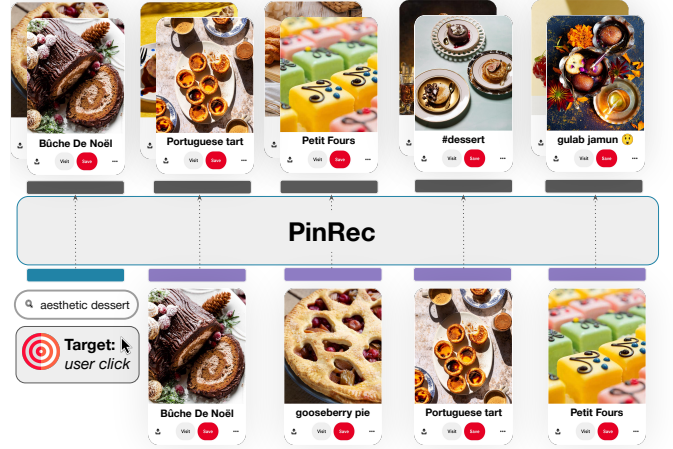 Bûche De Noël
Visit Save
Portuguese tart
Visit Save
Petit Fours
Visit Save
#dessert
Visit Save
gulab jamun 😲
Visit Save
PinRec
aesthetic dessert
Target:
user click
Bûche De Noël
Visit Save
gooseberry pie
Visit Save
Portuguese tart
Visit Save
Petit Fours
Visit Save